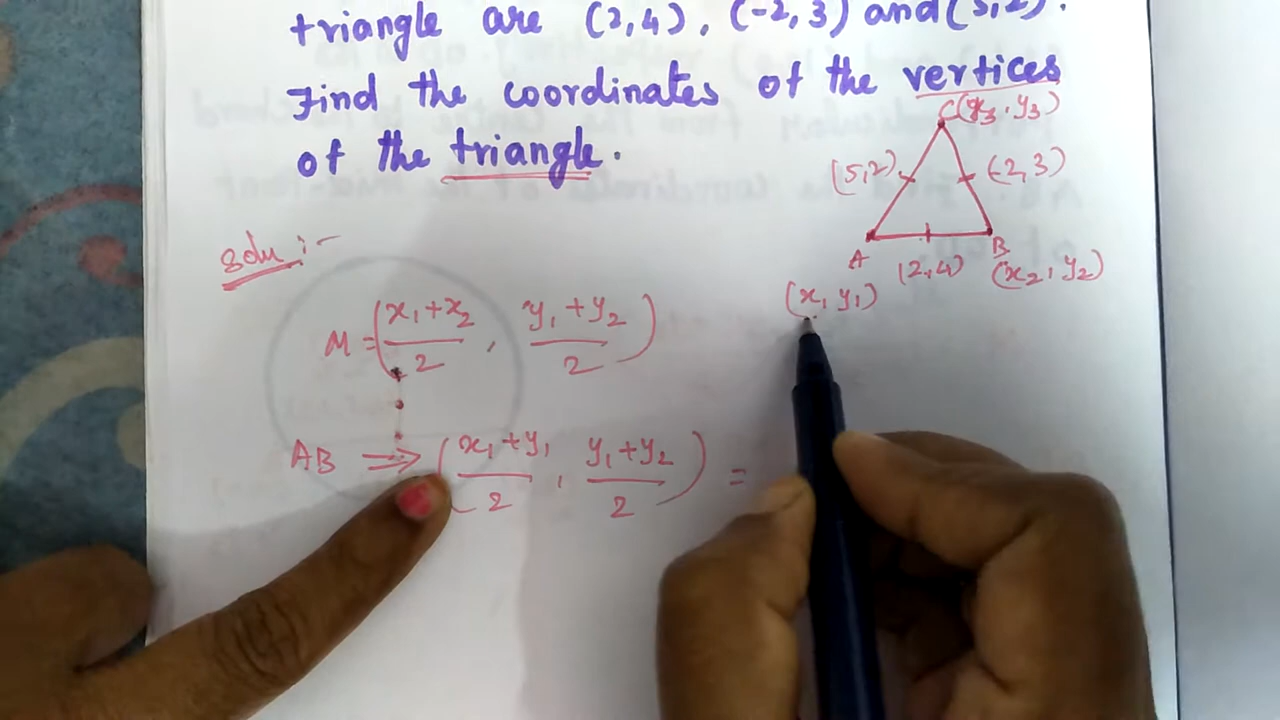 triangle are (2,4), (-2,3) and (5,2).
Find the coordinates of the vertices
of the triangle.
C(x₃, y₃)
(5,2)
(-2,3)
A
B
(2,4)
(x₂, y₂)
(x₁ y₁)
Solu :-
M = (x₁+x₂/2, y₁+y₂/2)
AB ⇒ (x₁+y₁/2, y₁+y₂/2) =